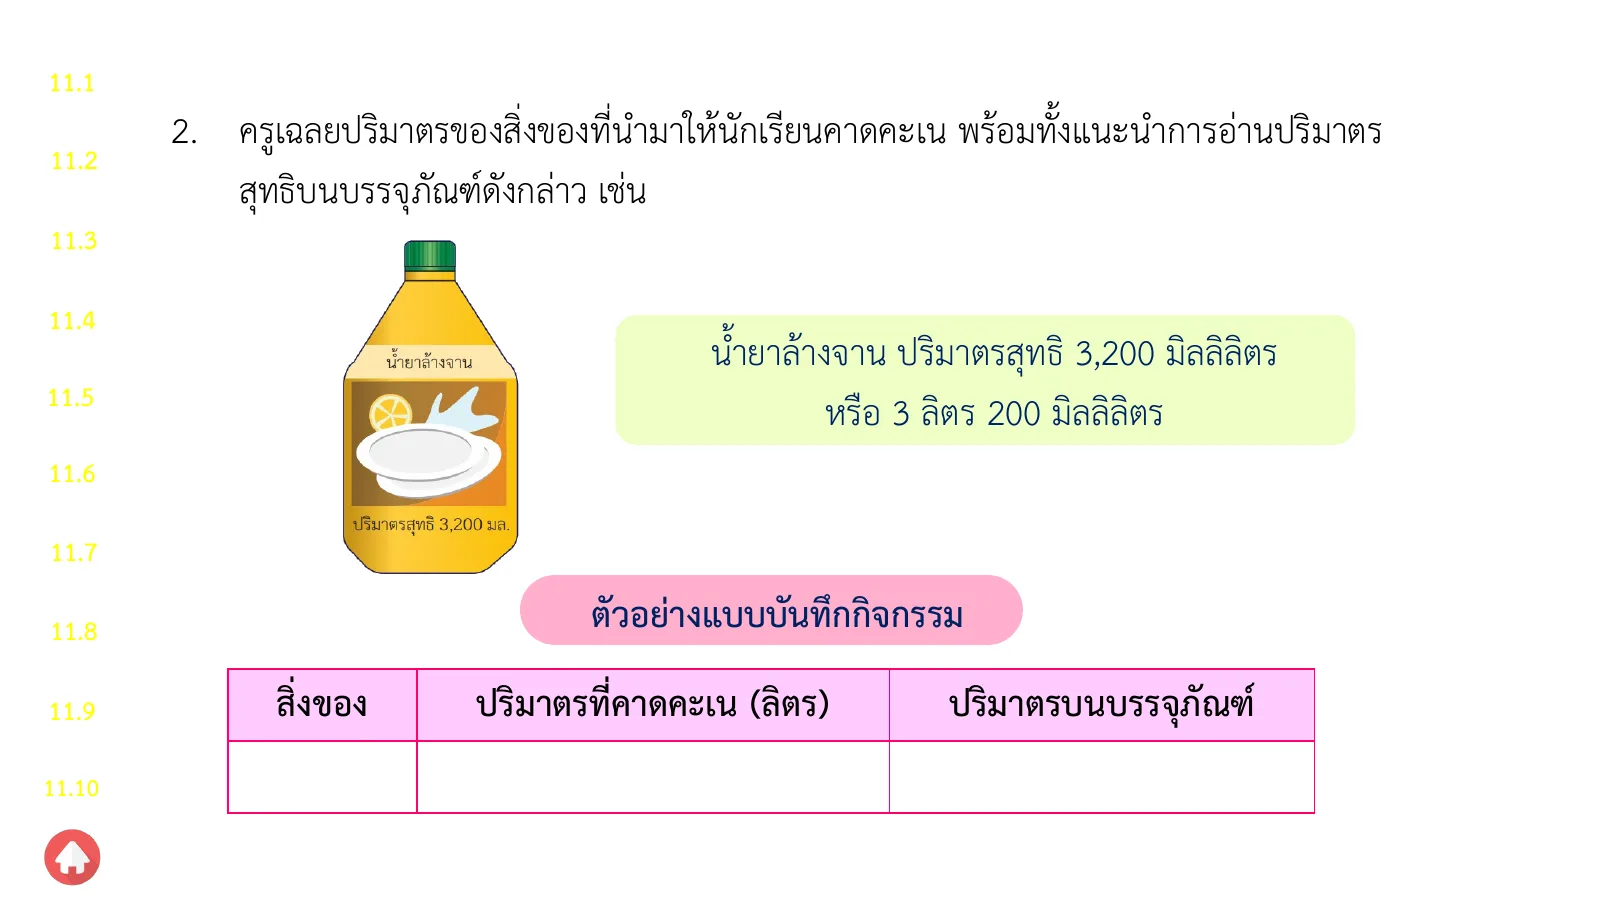 11.1
11.2
11.3
11.4
11.5
11.6
11.7
11.8
11.9
11.10
2. ครูเฉลยปริมาตรของสิ่งของที่นำมาให้นักเรียนคาดคะเน พร้อมทั้งแนะนำการอ่านปริมาตร
สุทธิบนบรรจุภัณฑ์ดังกล่าว เช่น
น้ำยาล้างจาน
ปริมาตรสุทธิ 3,200 มล.
น้ำยาล้างจาน ปริมาตรสุทธิ 3,200 มิลลิลิตร
หรือ 3 ลิตร 200 มิลลิลิตร
ตัวอย่างแบบบันทึกกิจกรรม
สิ่งของ ปริมาตรที่คาดคะเน (ลิตร) ปริมาตรบนบรรจุภัณฑ์